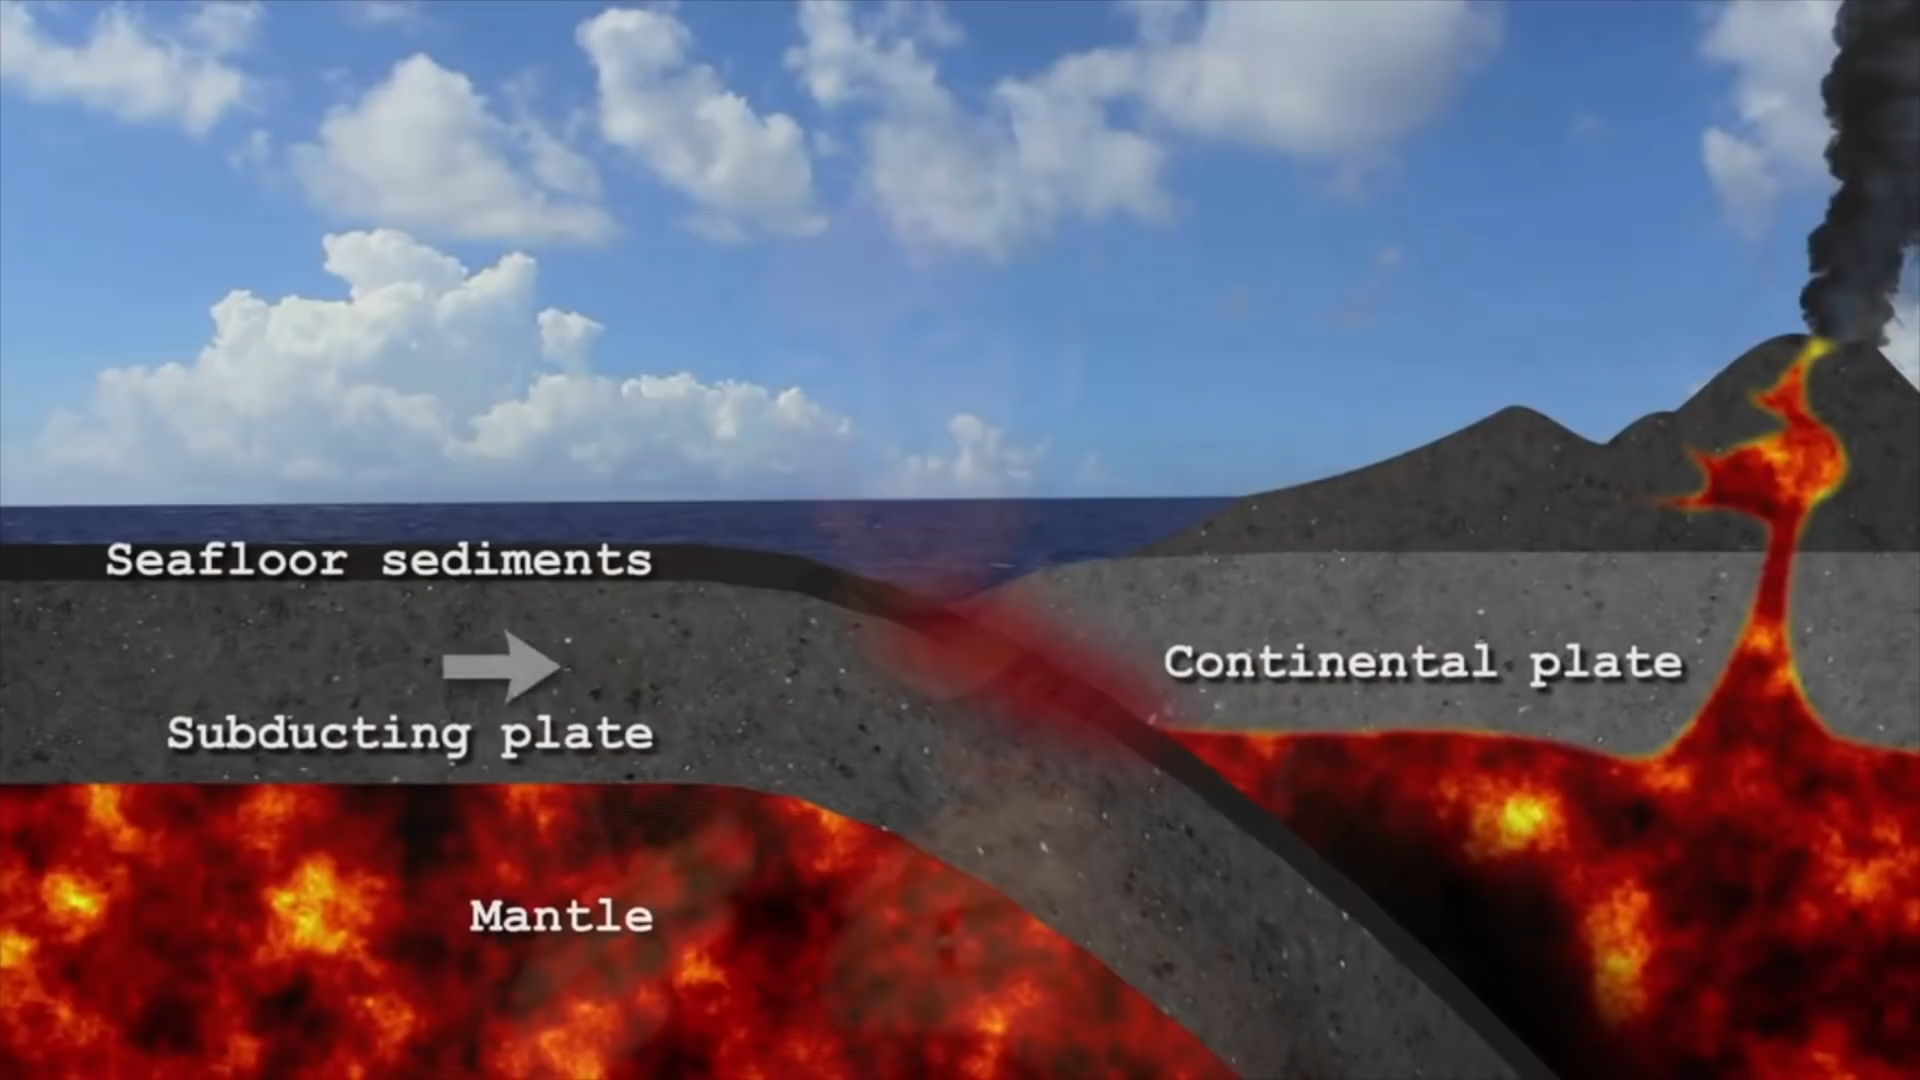 Seafloor sediments
Continental plate
Subducting plate
Mantle